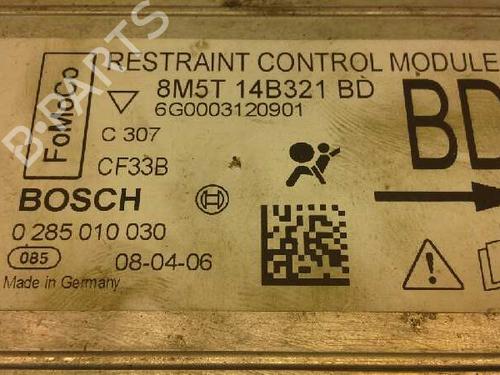 FoMoCo
RESTRAINT CONTROL MODULE
8M5T 14B321 BD
6G0003120901
C 307
CF33B
BD
BOSCH
0 285 010 030
085
08-04-06
Made in Germany
B-PARTS